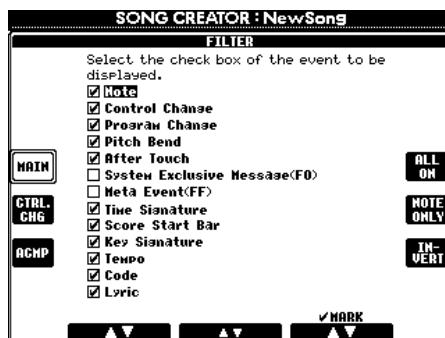 SONG CREATOR : NewSong
FILTER
Select the check box of the event to be
displayed.
Note
Control Change
Program Change
Pitch Bend
After Touch
System Exclusive Message(F0)
Meta Event(FF)
Time Signature
Score Start Bar
Key Signature
Tempo
Code
Lyric
MAIN
CTRL.
CHG
ACMP
ALL
ON
NOTE
ONLY
IN-
VERT
✓MARK